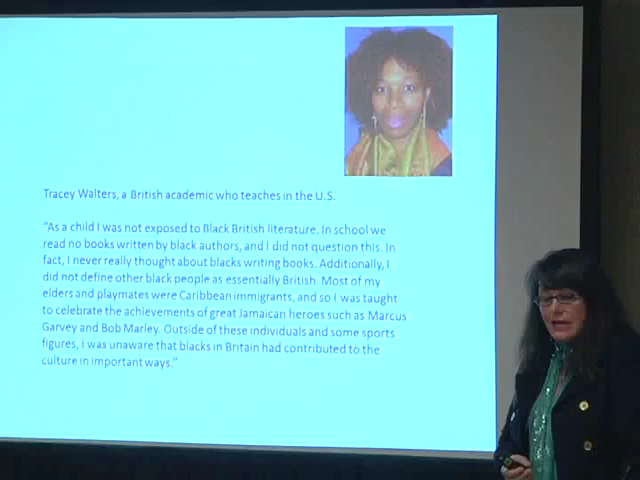 Tracey Walters, a British academic who teaches in the U.S.
"As a child I was not exposed to Black British literature. In school we
read no books written by black authors, and I did not question this. In
fact, I never really thought about blacks writing books. Additionally, I
did not define other black people as essentially British. Most of my
elders and playmates were Caribbean immigrants, and so I was taught
to celebrate the achievements of great Jamaican heroes such as Marcus
Garvey and Bob Marley. Outside of these individuals and some sports
figures, I was unaware that blacks in Britain had contributed to the
culture in important ways."